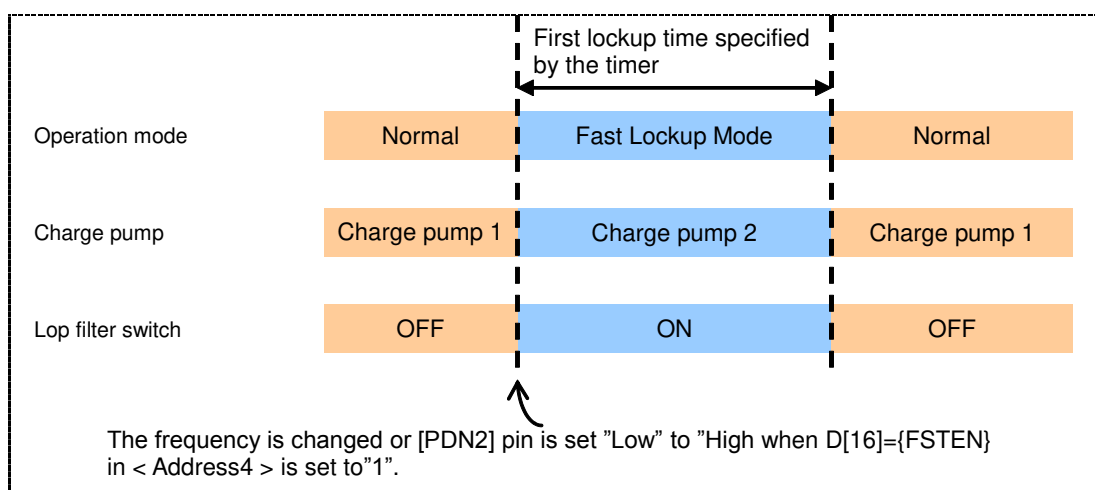 First lockup time specified
by the timer
Operation mode
Normal
Fast Lockup Mode
Normal
Charge pump
Charge pump 1
Charge pump 2
Charge pump 1
Lop filter switch
OFF
ON
OFF
The frequency is changed or [PDN2] pin is set ”Low” to ”High when D[16]={FSTEN}
in < Address4 > is set to”1”.